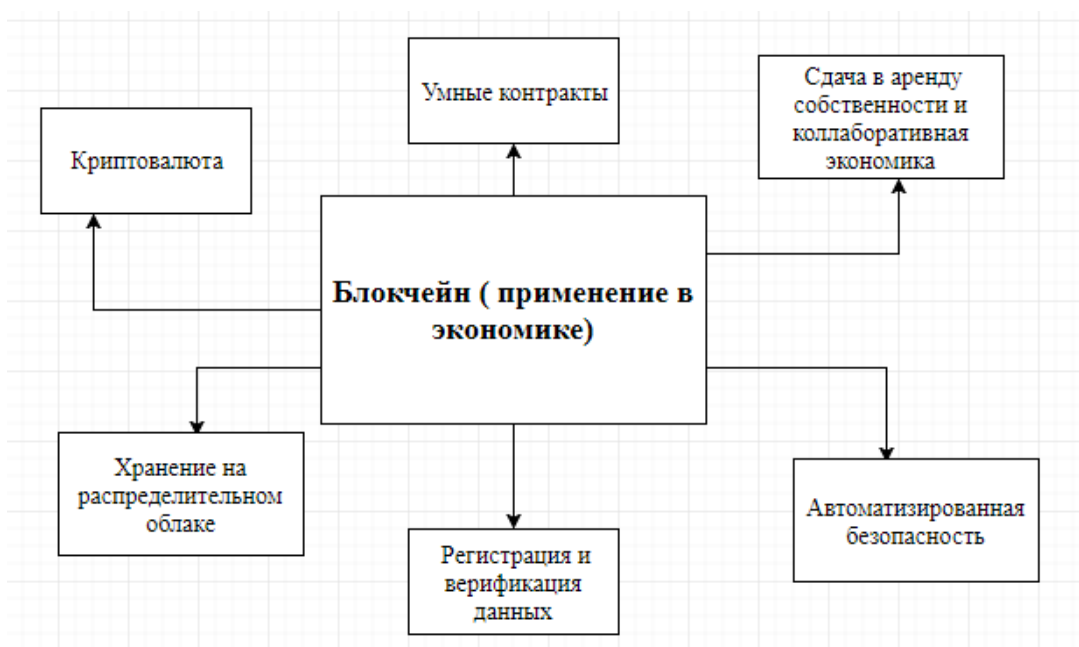 Умные контракты
Сдача в аренду
собственности и
коллаборативная
экономика
Криптовалюта
Блокчейн ( применение в
экономике)
Хранение на
распределительном
облаке
Автоматизированная
безопасность
Регистрация и
верификация
данных